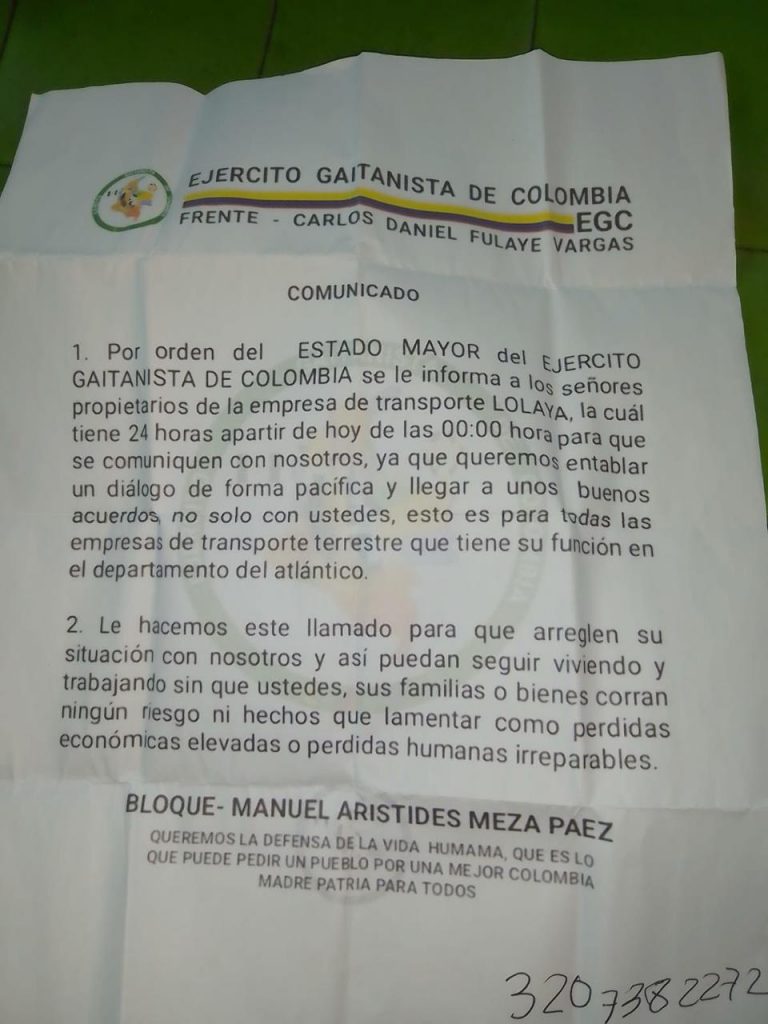 EJERCITO GAITANISTA DE COLOMBIA
EGC
FRENTE - CARLOS DANIEL FULAYE VARGAS
COMUNICADO
1. Por orden del ESTADO MAYOR del EJERCITO
GAITANISTA DE COLOMBIA se le informa a los señores
propietarios de la empresa de transporte LOLAYA, la cuál
tiene 24 horas apartir de hoy de las 00:00 hora para que
se comuniquen con nosotros, ya que queremos entablar
un diálogo de forma pacífica y llegar a unos buenos
acuerdos, no solo con ustedes, esto es para todas las
empresas de transporte terrestre que tiene su función en
el departamento del atlántico.
2. Le hacemos este llamado para que arreglen su
situación con nosotros y así puedan seguir viviendo y
trabajando sin que ustedes, sus familias o bienes corran
ningún riesgo ni hechos que lamentar como perdidas
económicas elevadas o perdidas humanas irreparables.
BLOQUE- MANUEL ARISTIDES MEZA PAEZ
QUEREMOS LA DEFENSA DE LA VIDA HUMAMA, QUE ES LO
QUE PUEDE PEDIR UN PUEBLO POR UNA MEJOR COLOMBIA
MADRE PATRIA PARA TODOS
320 7382272